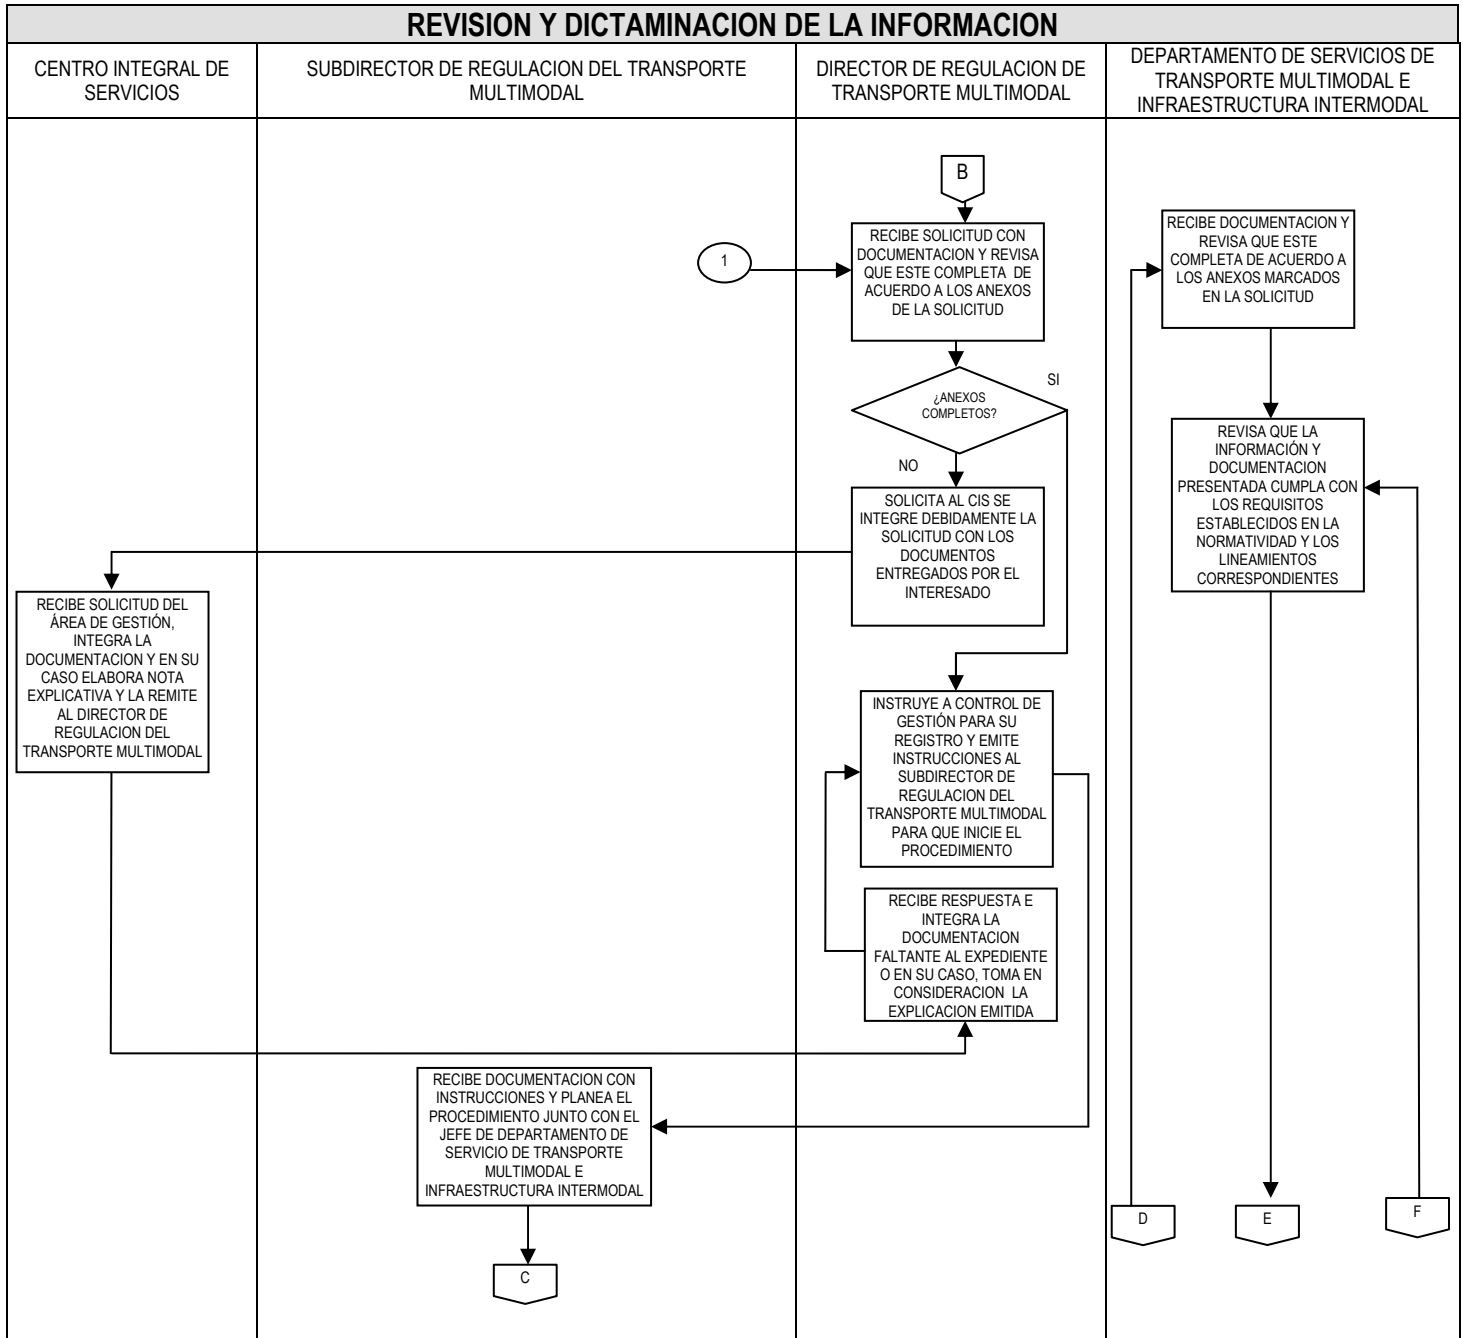 REVISION Y DICTAMINACION DE LA INFORMACION
CENTRO INTEGRAL DE
SERVICIOS
SUBDIRECTOR DE REGULACION DEL TRANSPORTE
MULTIMODAL
DIRECTOR DE REGULACION DE
TRANSPORTE MULTIMODAL
DEPARTAMENTO DE SERVICIOS DE
TRANSPORTE MULTIMODAL E
INFRAESTRUCTURA INTERMODAL
B
1
RECIBE SOLICITUD CON
DOCUMENTACION Y REVISA
QUE ESTE COMPLETA DE
ACUERDO A LOS ANEXOS
DE LA SOLICITUD
¿ANEXOS
COMPLETOS?
SI
NO
SOLICITA AL CIS SE
INTEGRE DEBIDAMENTE LA
SOLICITUD CON LOS
DOCUMENTOS
ENTREGADOS POR EL
INTERESADO
RECIBE SOLICITUD DEL
ÁREA DE GESTIÓN,
INTEGRA LA
DOCUMENTACION Y EN SU
CASO ELABORA NOTA
EXPLICATIVA Y LA REMITE
AL DIRECTOR DE
REGULACION DEL
TRANSPORTE MULTIMODAL
INSTRUYE A CONTROL DE
GESTIÓN PARA SU
REGISTRO Y EMITE
INSTRUCCIONES AL
SUBDIRECTOR DE
REGULACION DEL
TRANSPORTE MULTIMODAL
PARA QUE INICIE EL
PROCEDIMIENTO
RECIBE RESPUESTA E
INTEGRA LA
DOCUMENTACION
FALTANTE AL EXPEDIENTE
O EN SU CASO, TOMA EN
CONSIDERACION LA
EXPLICACION EMITIDA
RECIBE DOCUMENTACION CON
INSTRUCCIONES Y PLANEA EL
PROCEDIMIENTO JUNTO CON EL
JEFE DE DEPARTAMENTO DE
SERVICIO DE TRANSPORTE
MULTIMODAL E
INFRAESTRUCTURA INTERMODAL
C
RECIBE DOCUMENTACION Y
REVISA QUE ESTE
COMPLETA DE ACUERDO A
LOS ANEXOS MARCADOS
EN LA SOLICITUD
REVISA QUE LA
INFORMACIÓN Y
DOCUMENTACION
PRESENTADA CUMPLA CON
LOS REQUISITOS
ESTABLECIDOS EN LA
NORMATIVIDAD Y LOS
LINEAMIENTOS
CORRESPONDIENTES
D
E
F